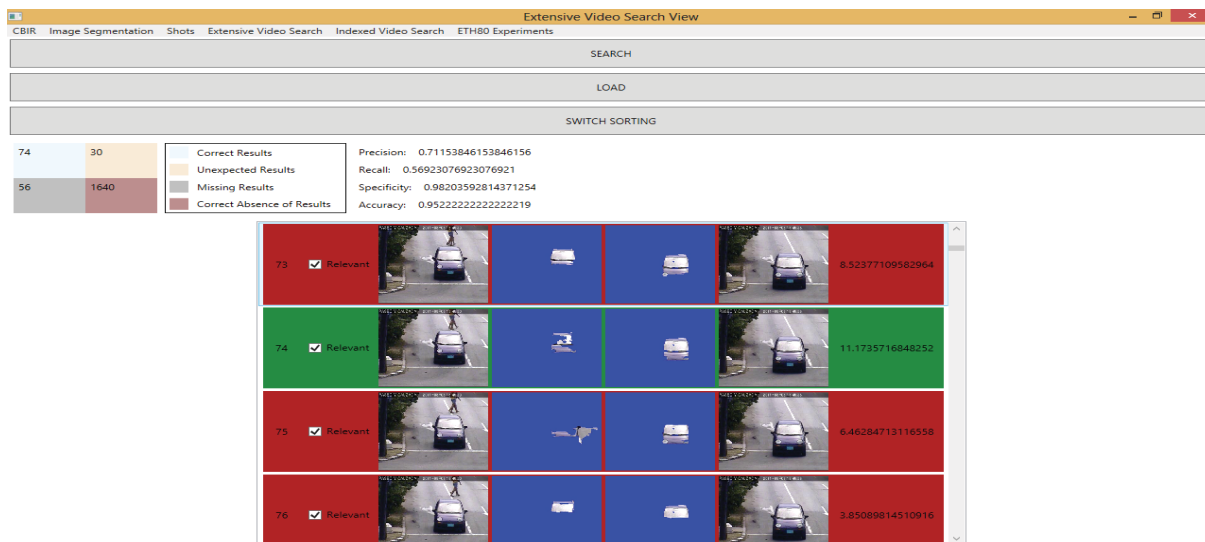 Extensive Video Search View
CBIR Image Segmentation Shots Extensive Video Search Indexed Video Search ETH80 Experiments
SEARCH
LOAD
SWITCH SORTING
74 30
56 1640
Correct Results
Unexpected Results
Missing Results
Correct Absence of Results
Precision: 0.71153846153846156
Recall: 0.56923076923076921
Specificity: 0.98203592814371254
Accuracy: 0.95222222222222219
73 Relevant 8.52377109582964
74 Relevant 11.1735716848252
75 Relevant 6.46284713116558
76 Relevant 3.85089814510916